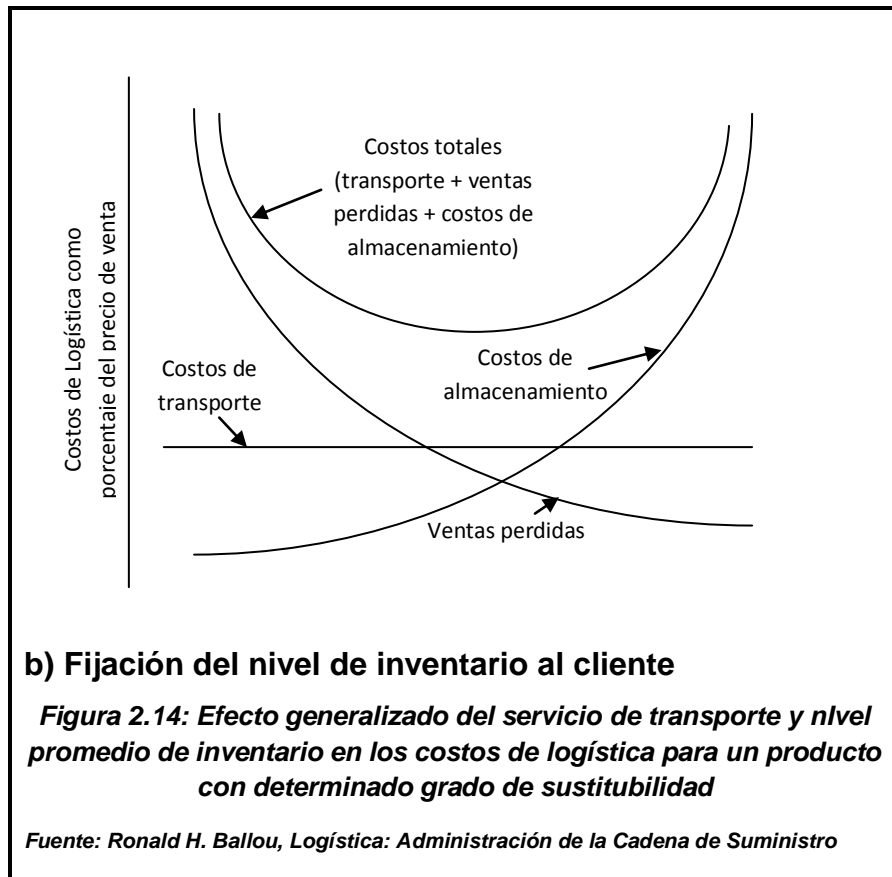 Costos de Logística como
porcentaje del precio de venta
Costos totales
(transporte + ventas
perdidas + costos de
almacenamiento)
Costos de
transporte
Costos de
almacenamiento
Ventas perdidas
b) Fijación del nivel de inventario al cliente
Figura 2.14: Efecto generalizado del servicio de transporte y nIvel
promedio de inventario en los costos de logística para un producto
con determinado grado de sustitubilidad
Fuente: Ronald H. Ballou, Logística: Administración de la Cadena de Suministro